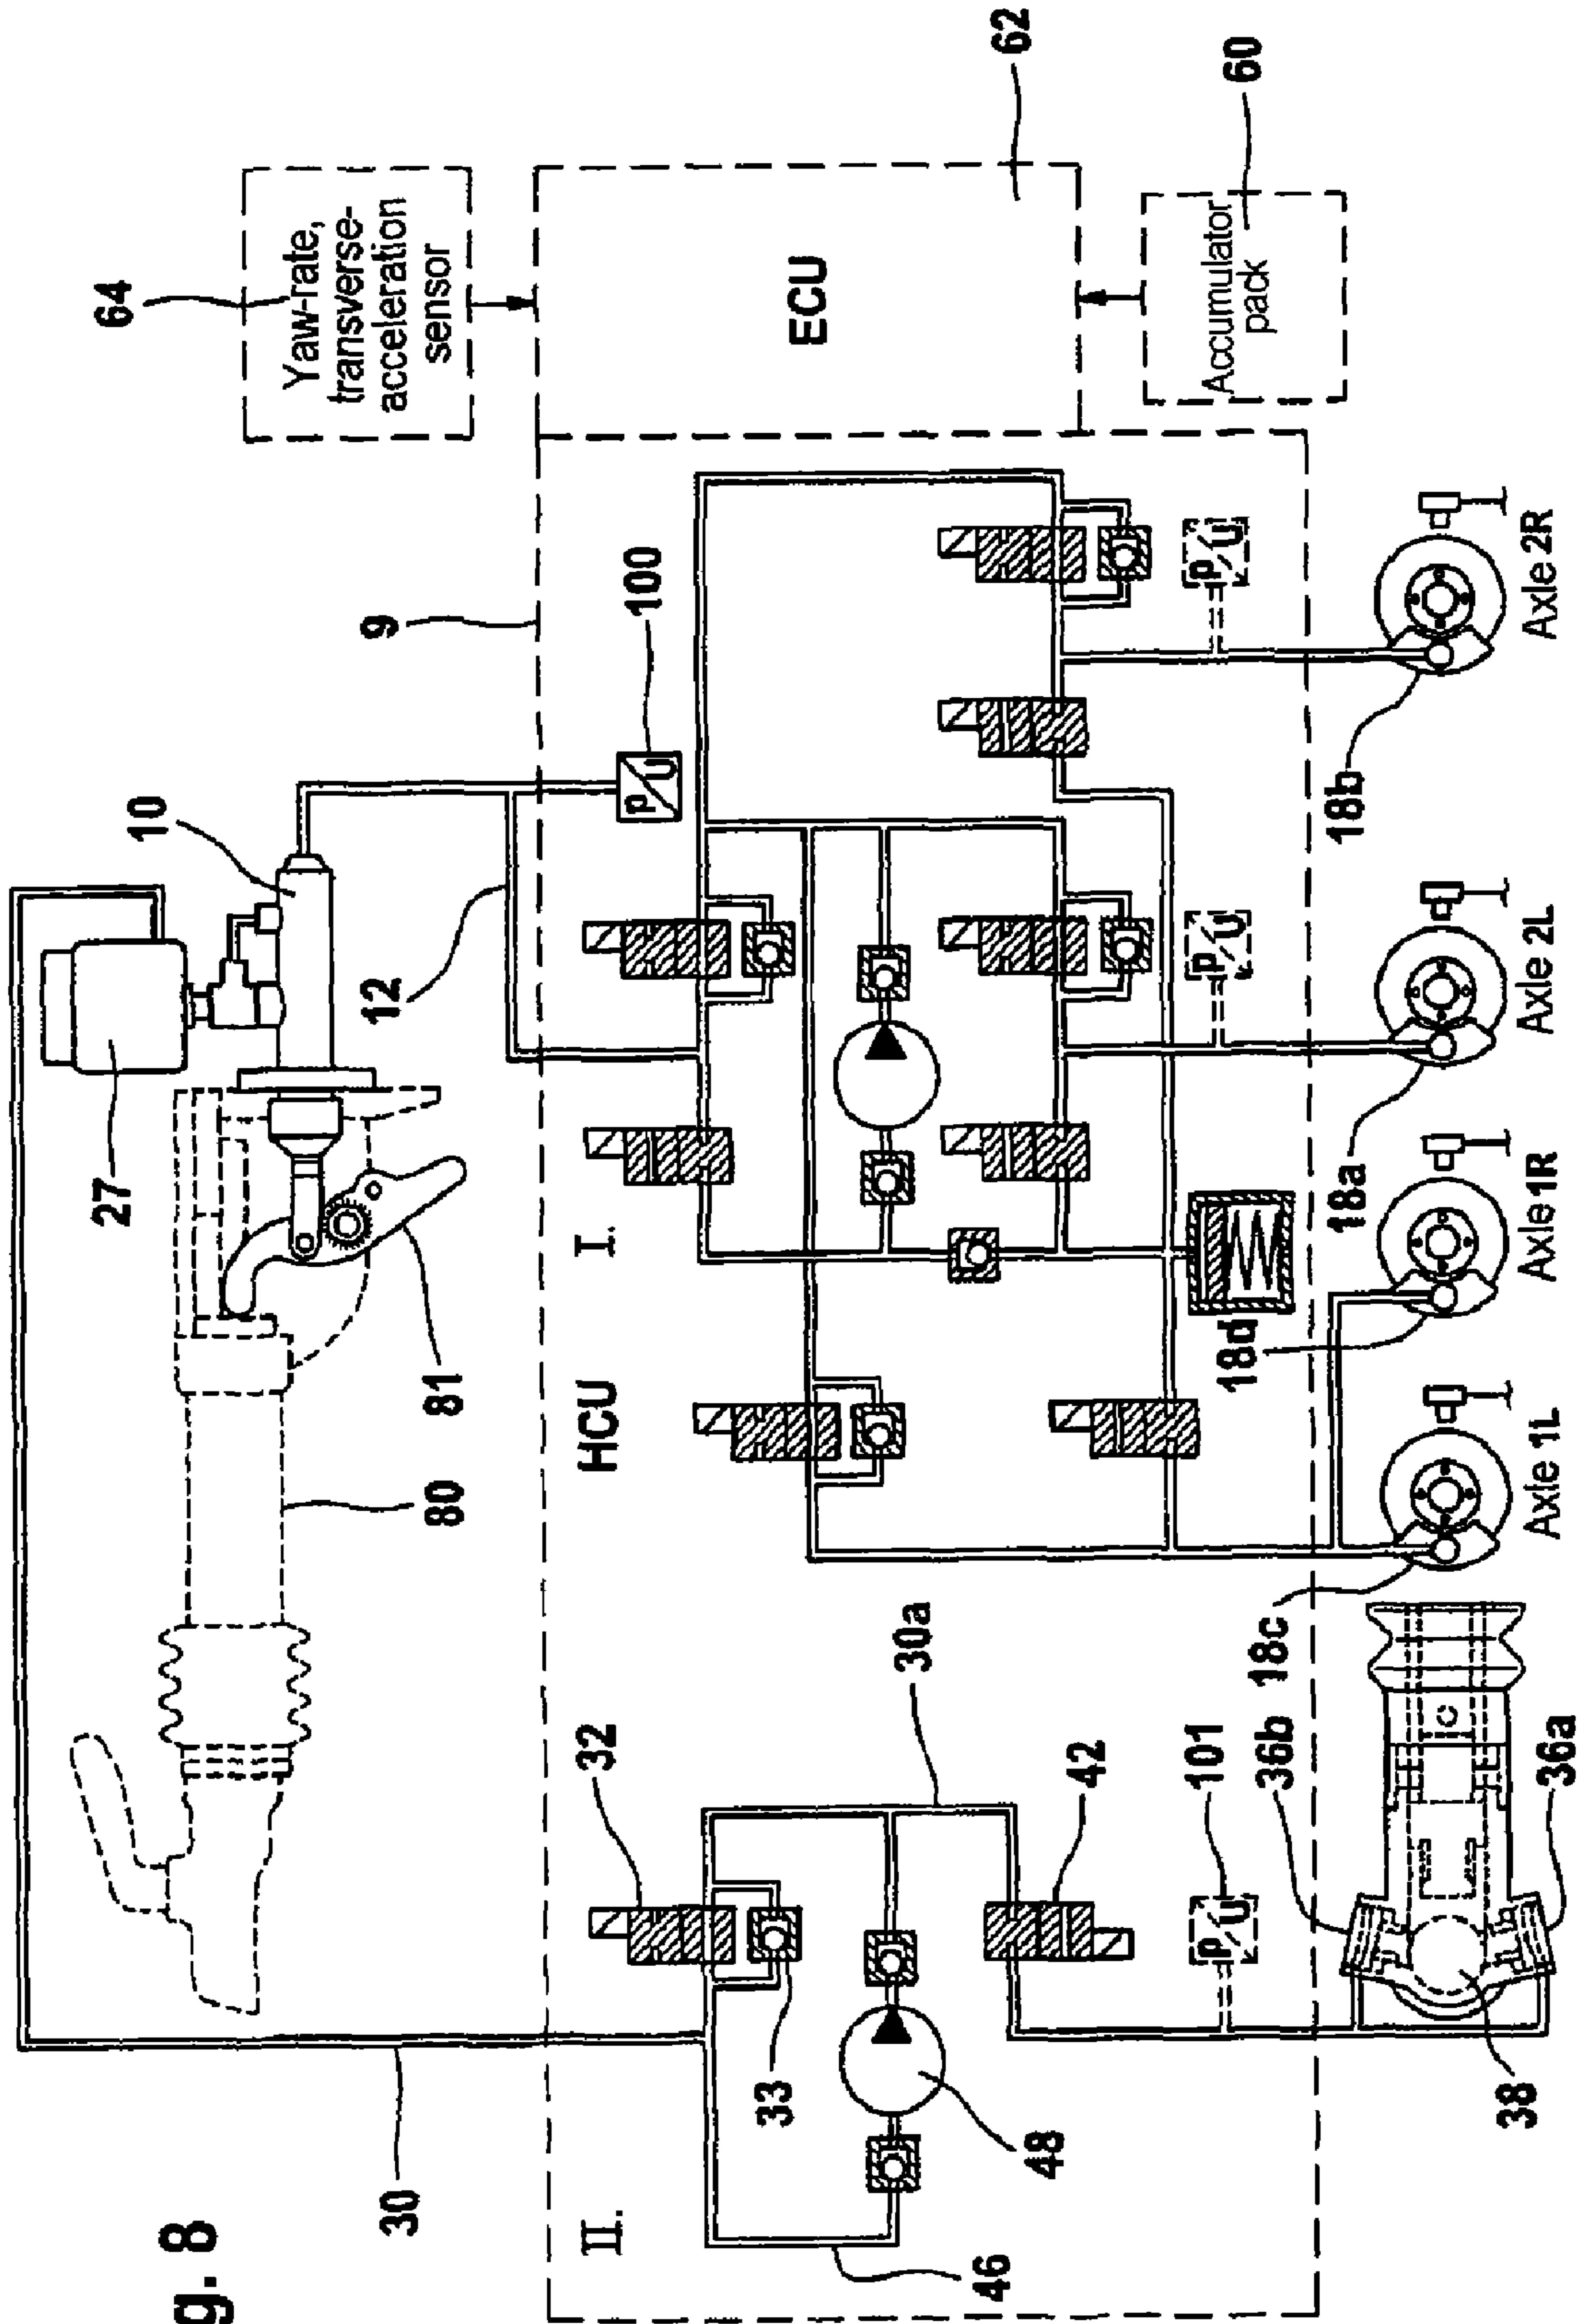 g. 8
64
Yaw-rate,
transverse-
acceleration
sensor
62
ECU
60
Accumulator
pack
9
100
P
U
10
27
12
81
80
30
HCU
I.
II.
32
33
30a
42
48
46
101
P
U
P
U
P
U
18b
Axle 2R
18a
Axle 2L
18d
Axle 1R
18c
Axle 1L
36b
36a
38